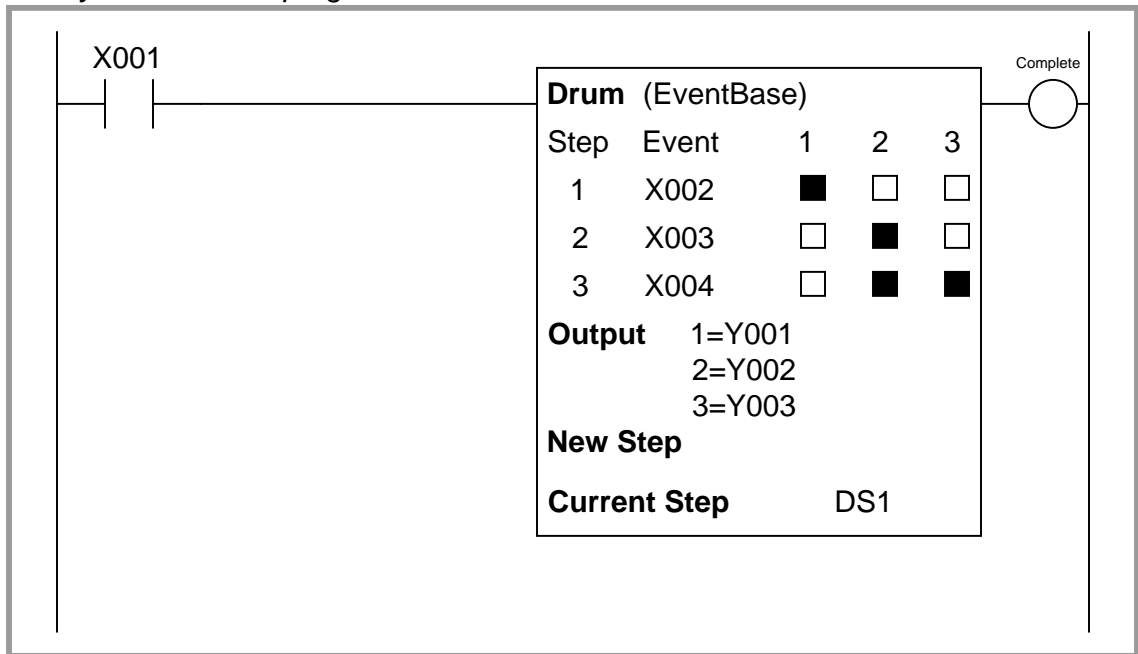 X001
Complete
Drum (EventBase)
Step Event 1 2 3
1 X002
2 X003
3 X004
Output 1=Y001
2=Y002
3=Y003
New Step
Current Step DS1